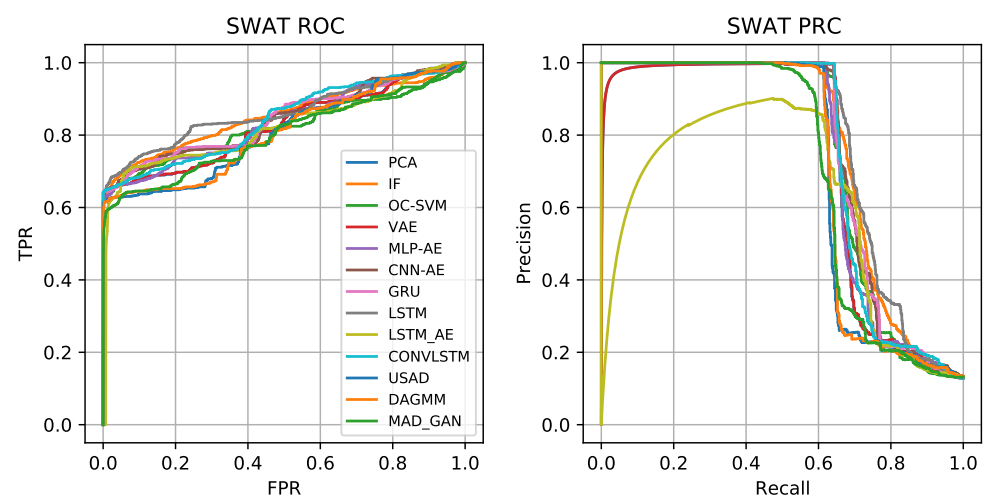 SWAT ROC
TPR
1.0
0.8
0.6
0.4
0.2
0.0
PCA
IF
OC-SVM
VAE
MLP-AE
CNN-AE
GRU
LSTM
LSTM_AE
CONVLSTM
USAD
DAGMM
MAD_GAN
0.0 0.2 0.4 0.6 0.8 1.0
FPR
SWAT PRC
Precision
1.0
0.8
0.6
0.4
0.2
0.0
0.0 0.2 0.4 0.6 0.8 1.0
Recall